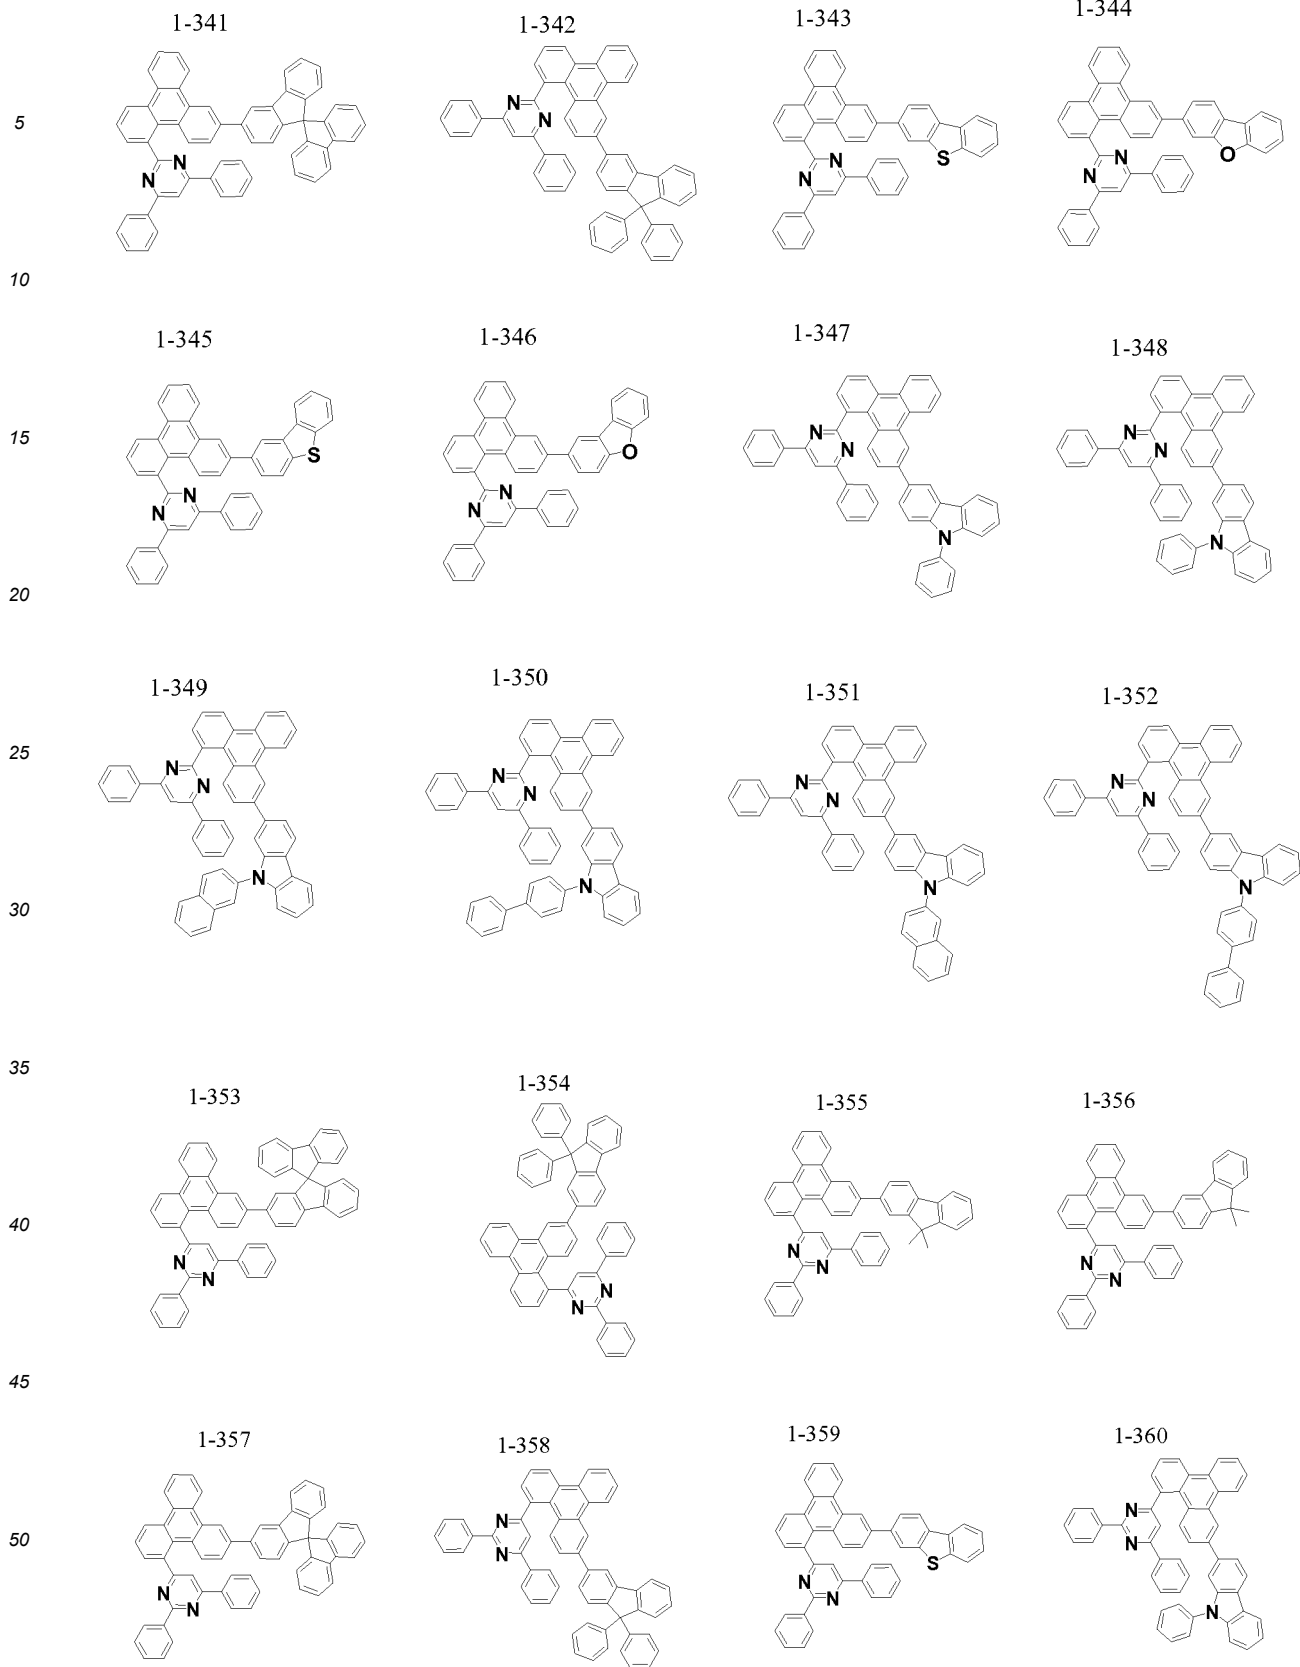 1-341 1-342 1-343 1-344
5
N N N N S N N O N N
10
1-345 1-346 1-347 1-348
15
S N N O N N N N N N N N
20
1-349 1-350 1-351 1-352
25
N N N N N N N N N N N N
30
35
1-353 1-354 1-355 1-356
40
N N N N N N N N
45
1-357 1-358 1-359 1-360
50
N N N N S N N N N N